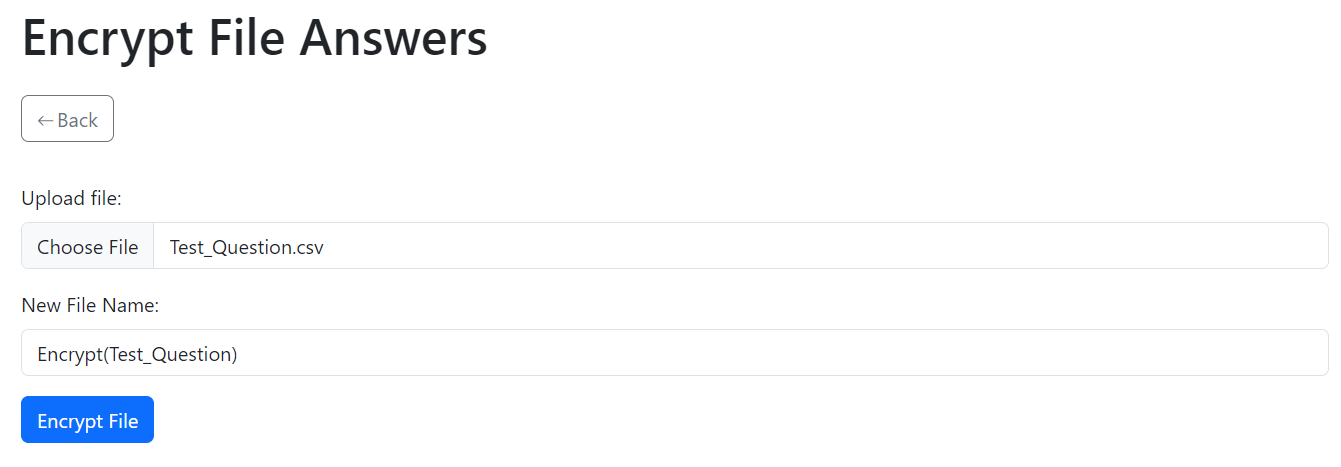 Encrypt File Answers
←Back
Upload file:
Choose File Test_Question.csv
New File Name:
Encrypt(Test_Question)
Encrypt File